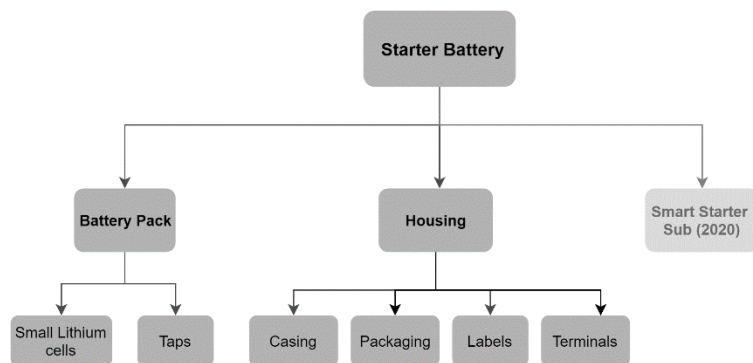 Starter Battery
Battery Pack
Housing
Smart Starter
Sub (2020)
Small Lithium
cells
Taps
Casing
Packaging
Labels
Terminals